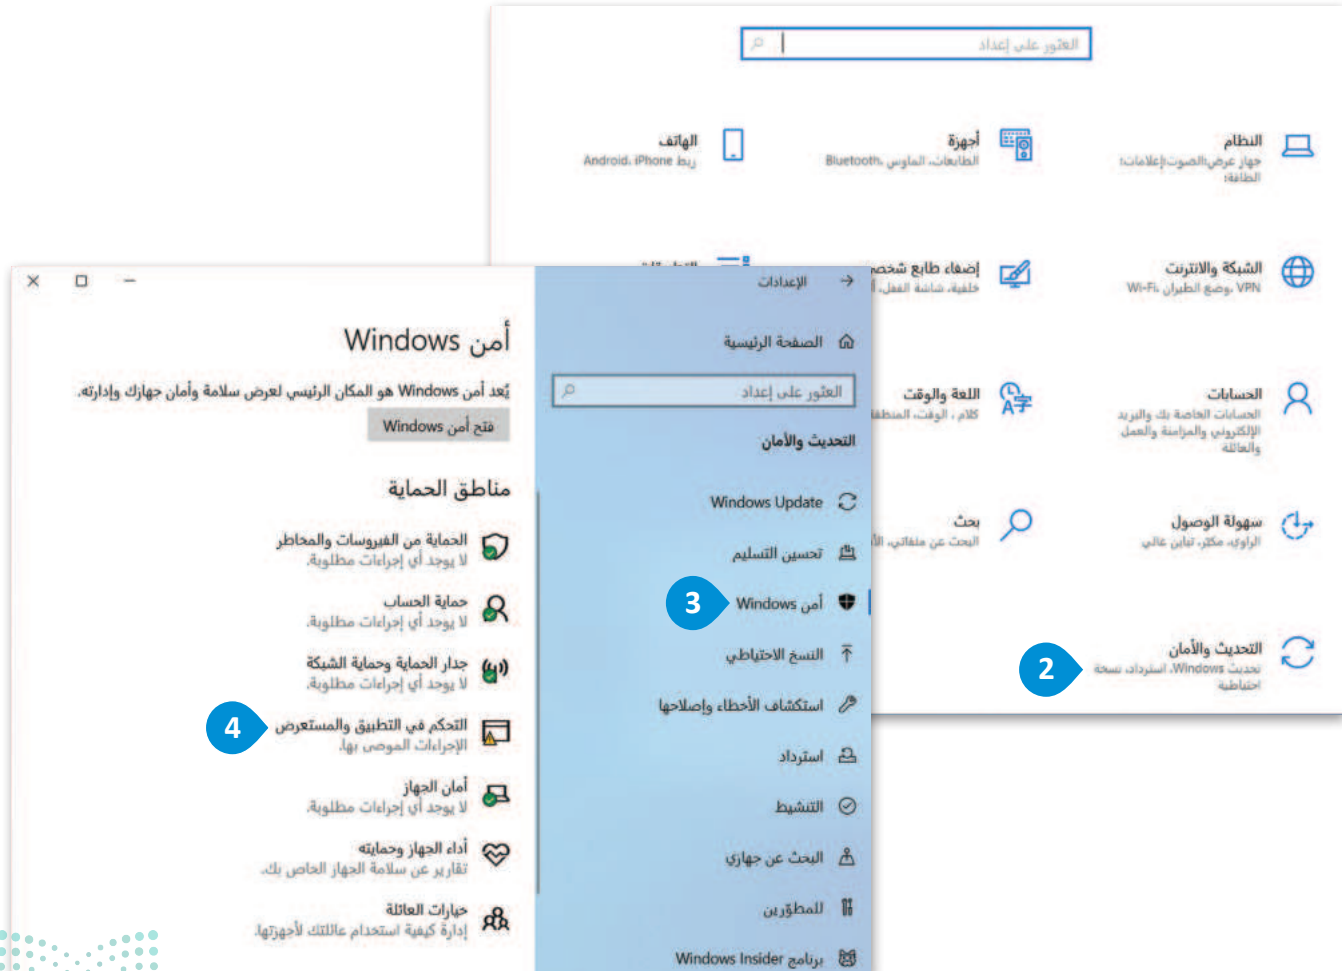 العثور على إعداد
النظام
جهاز عرض،الصوت،إعلامات،
الطاقة،
أجهزة
الطابعات، الماوس ،Bluetooth
الهاتف
ربط Android، iPhone
الشبكة والانترنت
VPN ،وضع الطيران ،Wi-Fi
إضفاء طابع شخصي
خلفية، شاشة القفل،
الحسابات
الحسابات الخاصة بك والبريد
الإلكتروني والمزامنة والعمل
والعائلة
اللغة والوقت
كلام ، الوقت، المنطقة
سهولة الوصول
الراوي، مكبّر، تباين عالي
بحث
البحث عن ملفاتي،
التحديث والأمان
تحديث Windows، استرداد، نسخة
احتياطية
2
الإعدادات
الصفحة الرئيسية
العثور على إعداد
التحديث والأمان
Windows Update
تحسين التسليم
أمن Windows
3
النسخ الاحتياطي
استكشاف الأخطاء وإصلاحها
استرداد
التنشيط
البحث عن جهازي
للمطوّرين
برنامج Windows Insider
أمن Windows
يُعد أمن Windows هو المكان الرئيسي لعرض سلامة وأمان جهازك وإدارته.
فتح أمن Windows
مناطق الحماية
الحماية من الفيروسات والمخاطر
لا يوجد أي إجراءات مطلوبة.
حماية الحساب
لا يوجد أي إجراءات مطلوبة.
جدار الحماية وحماية الشبكة
لا يوجد أي إجراءات مطلوبة.
التحكم في التطبيق والمستعرض
الإجراءات الموصى بها.
4
أمان الجهاز
لا يوجد أي إجراءات مطلوبة.
أداء الجهاز وحمايته
تقارير عن سلامة الجهاز الخاص بك.
خيارات العائلة
إدارة كيفية استخدام عائلتك لأجهزتها.